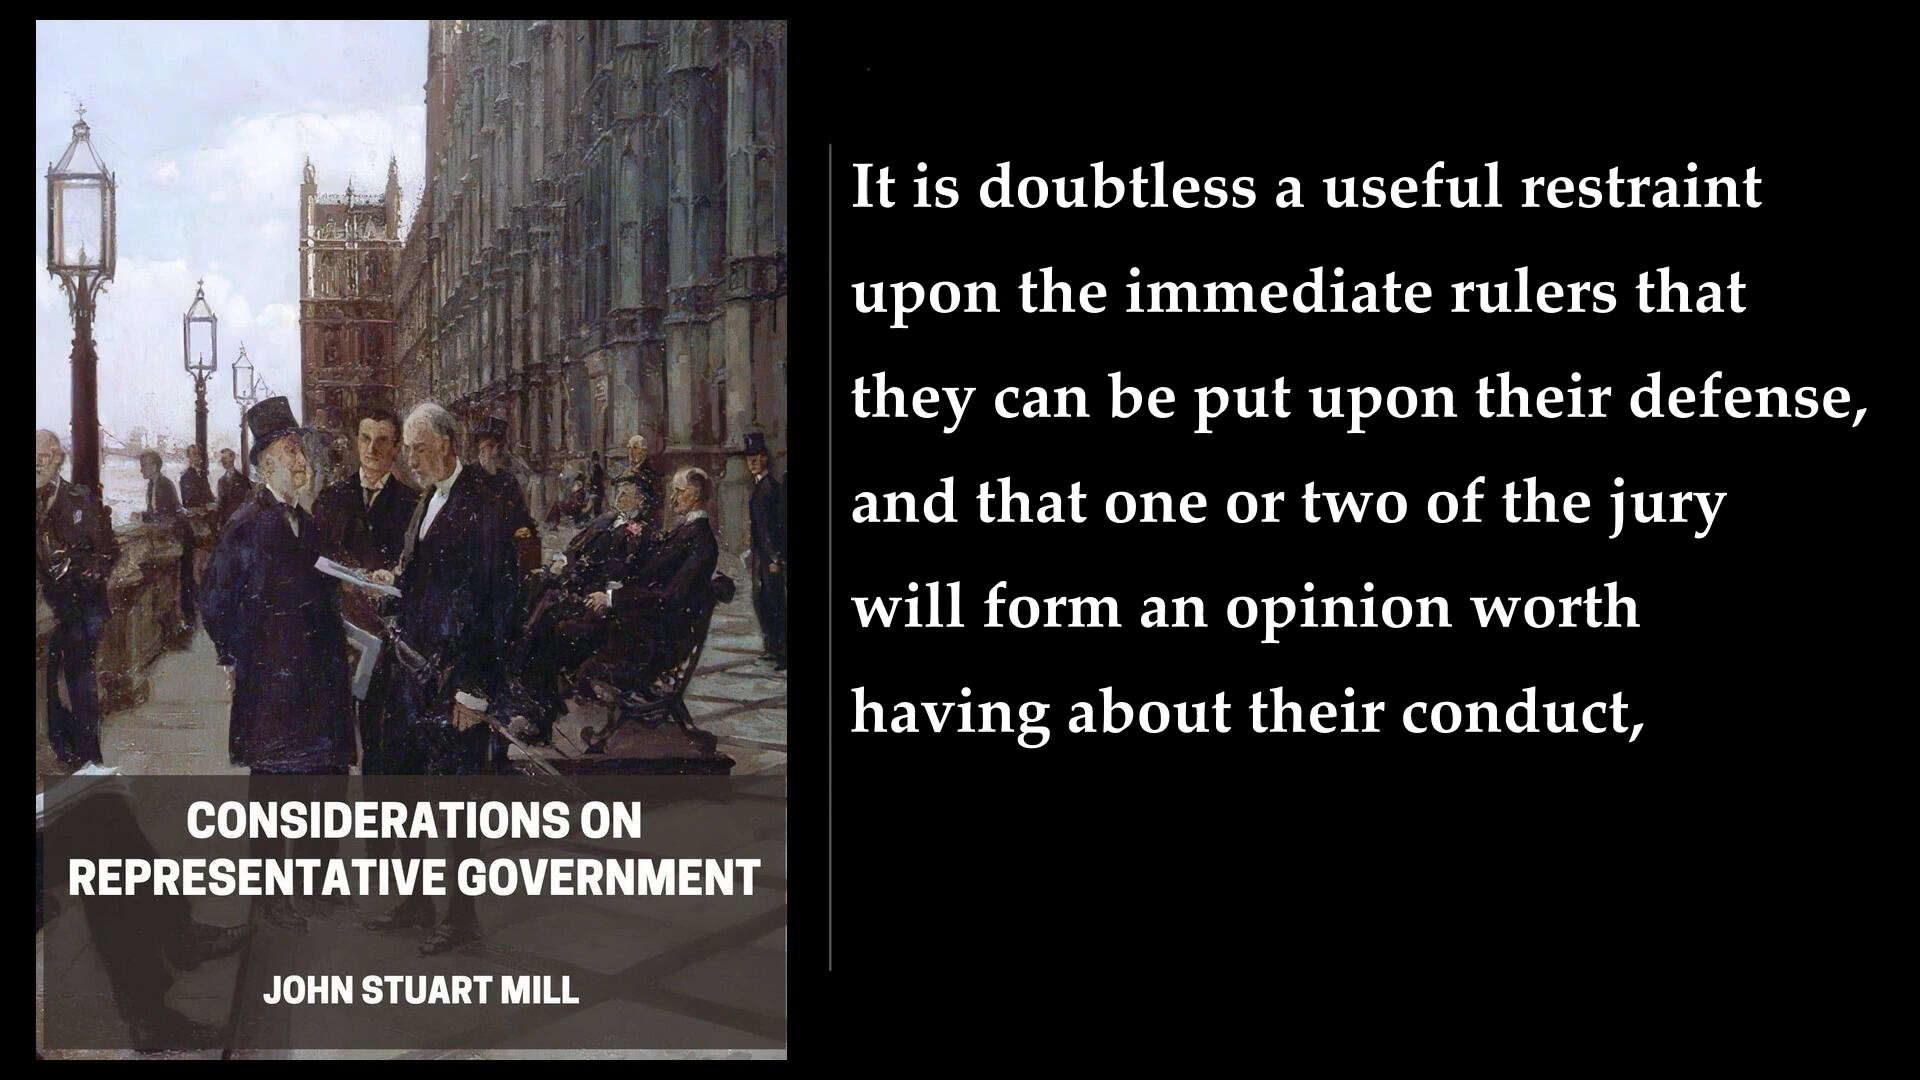 CONSIDERATIONS ON
REPRESENTATIVE GOVERNMENT
JOHN STUART MILL
It is doubtless a useful restraint
upon the immediate rulers that
they can be put upon their defense,
and that one or two of the jury
will form an opinion worth
having about their conduct,